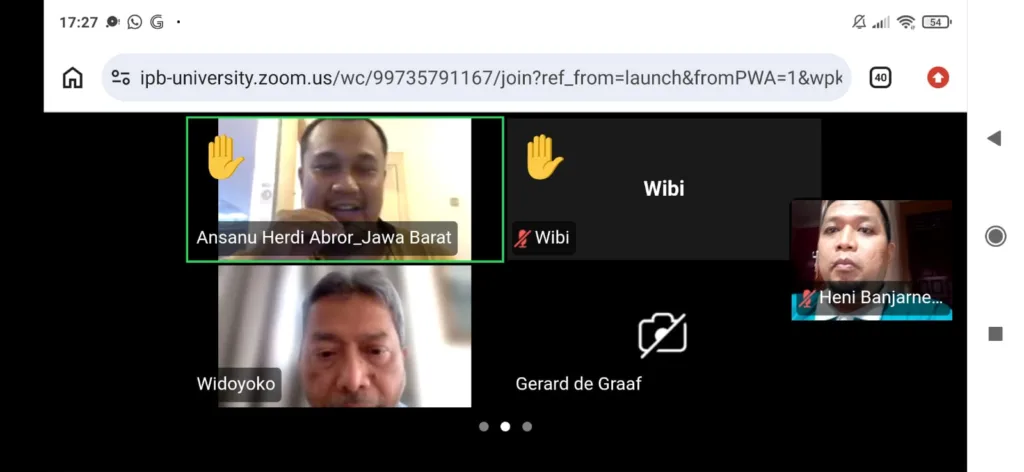 17:27
54
ipb-university.zoom.us/wc/99735791167/join?ref_from=launch&fromPWA=1&wpk
40
Ansanu Herdi Abror_Jawa Barat
Wibi
Wibi
Heni Banjarne...
Widoyoko
Gerard de Graaf